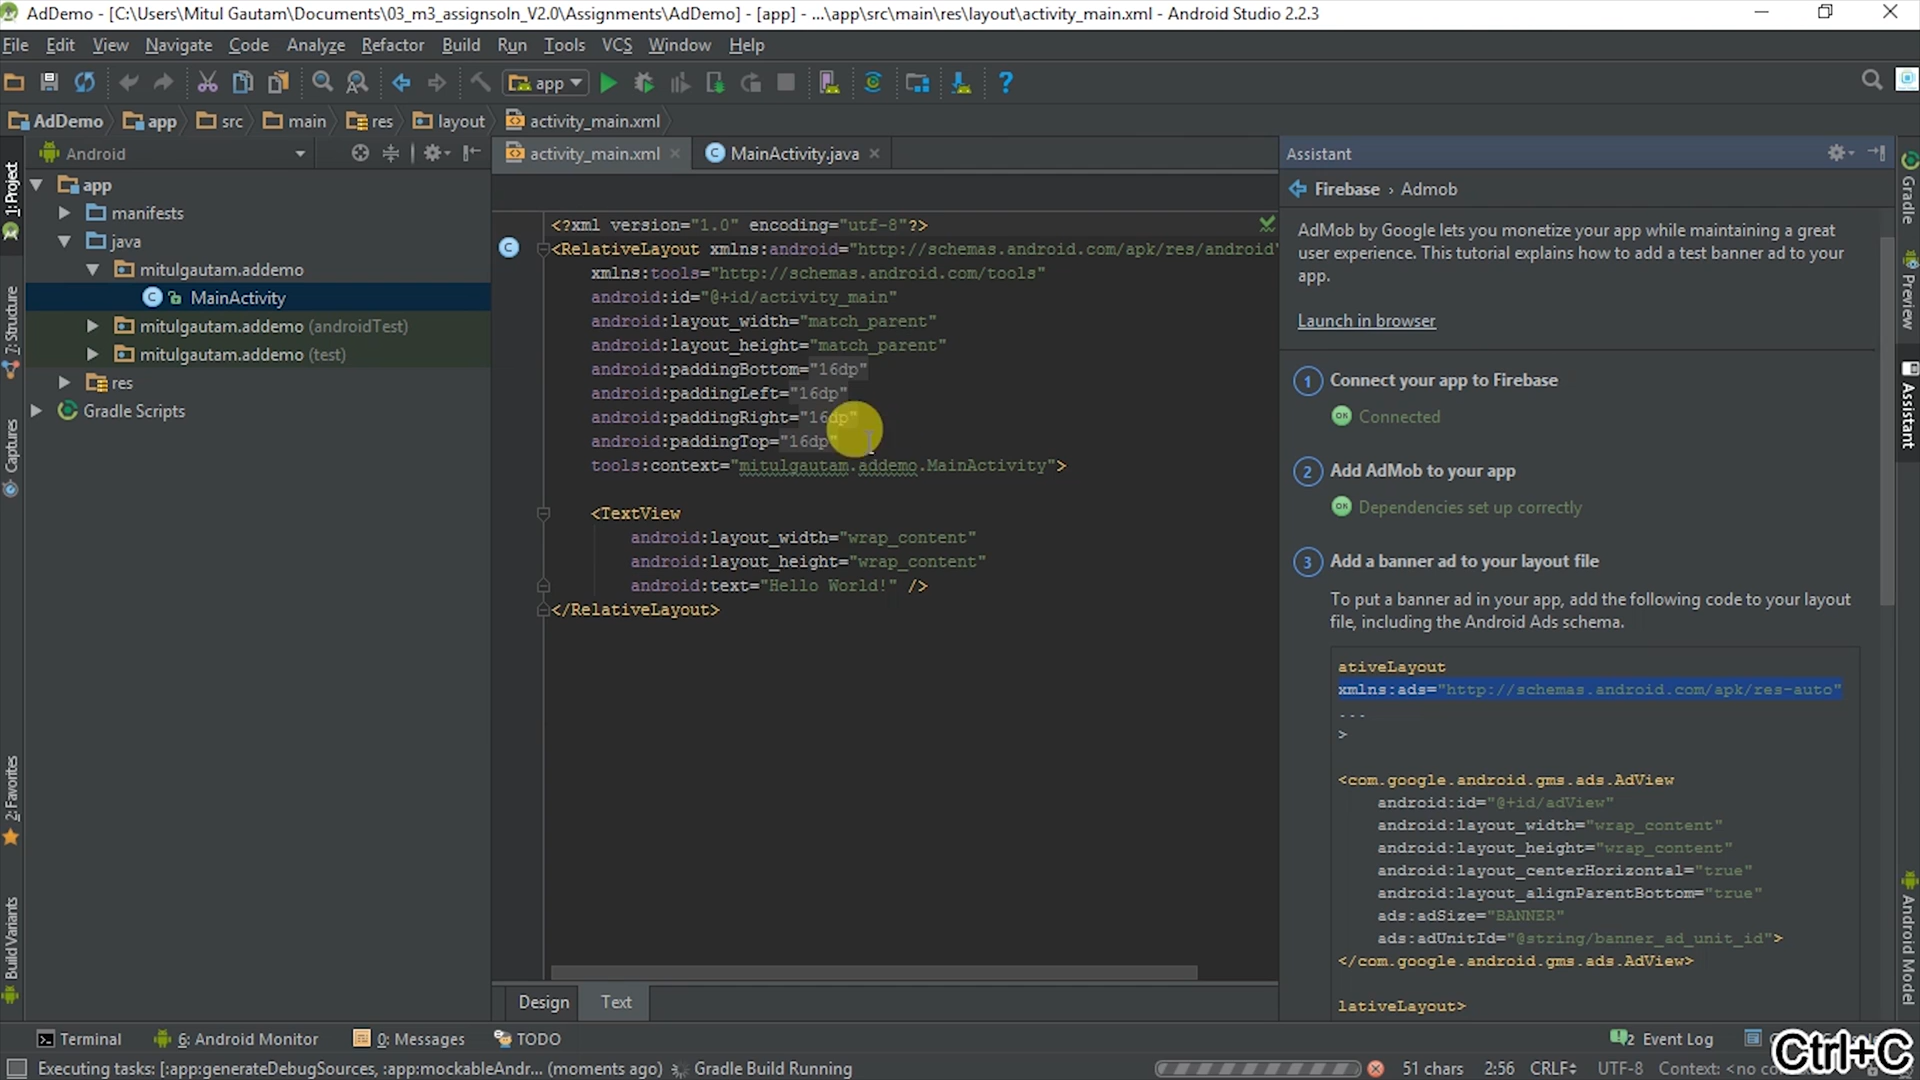 AdDemo - [C:\Users\Mitul Gautam\Documents\03_m3_assignsoln_V2.0\Assignments\AdDemo] - [app] - ...\app\src\main\res\layout\activity_main.xml - Android Studio 2.2.3
File Edit View Navigate Code Analyze Refactor Build Run Tools VCS Window Help
app
AdDemo app src main res layout activity_main.xml
Android
activity_main.xml MainActivity.java
Assistant
1: Project
7: Structure
Captures
2: Favorites
Build Variants
app
manifests
java
mitulgautam.addemo
MainActivity
mitulgautam.addemo (androidTest)
mitulgautam.addemo (test)
res
Gradle Scripts
<?xml version="1.0" encoding="utf-8"?>
<RelativeLayout xmlns:android="http://schemas.android.com/apk/res/android"
xmlns:tools="http://schemas.android.com/tools"
android:id="@+id/activity_main"
android:layout_width="match_parent"
android:layout_height="match_parent"
android:paddingBottom="16dp"
android:paddingLeft="16dp"
android:paddingRight="16dp"
android:paddingTop="16dp"
tools:context="mitulgautam.addemo.MainActivity">
<TextView
android:layout_width="wrap_content"
android:layout_height="wrap_content"
android:text="Hello World!" />
</RelativeLayout>
Design Text
Firebase › Admob
AdMob by Google lets you monetize your app while maintaining a great
user experience. This tutorial explains how to add a test banner ad to your
app.
Launch in browser
1 Connect your app to Firebase
OK Connected
2 Add AdMob to your app
OK Dependencies set up correctly
3 Add a banner ad to your layout file
To put a banner ad in your app, add the following code to your layout
file, including the Android Ads schema.
ativeLayout
xmlns:ads="http://schemas.android.com/apk/res-auto"
...
>
<com.google.android.gms.ads.AdView
android:id="@+id/adView"
android:layout_width="wrap_content"
android:layout_height="wrap_content"
android:layout_centerHorizontal="true"
android:layout_alignParentBottom="true"
ads:adSize="BANNER"
ads:adUnitId="@string/banner_ad_unit_id">
</com.google.android.gms.ads.AdView>
lativeLayout>
Gradle
Preview
Assistant
Android Model
Terminal 6: Android Monitor 0: Messages TODO
2 Event Log
Ctrl+C
Executing tasks: [:app:generateDebugSources, :app:mockableAndr... (moments ago) Gradle Build Running
51 chars 2:56 CRLF UTF-8 Context: <no co